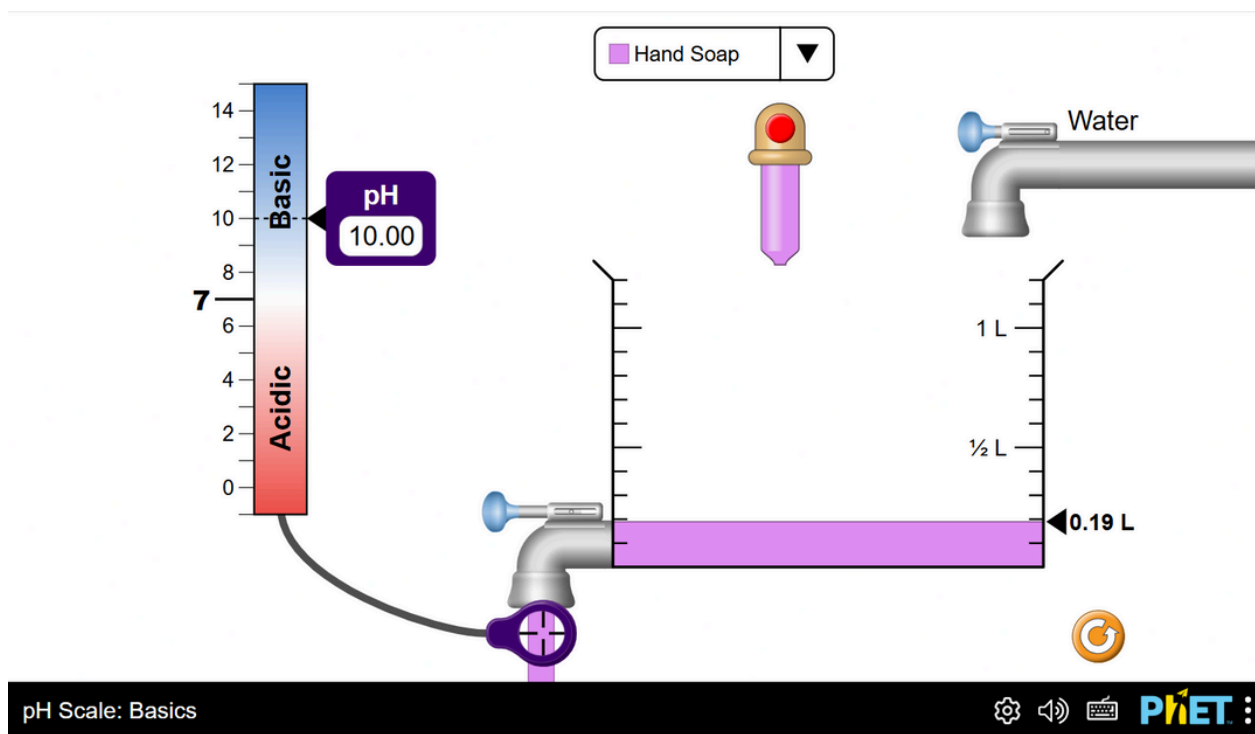 Hand Soap
Water
14
12
10
8
7
6
4
2
0
Basic
Acidic
pH
10.00
1 L
½ L
0.19 L
pH Scale: Basics
PhET